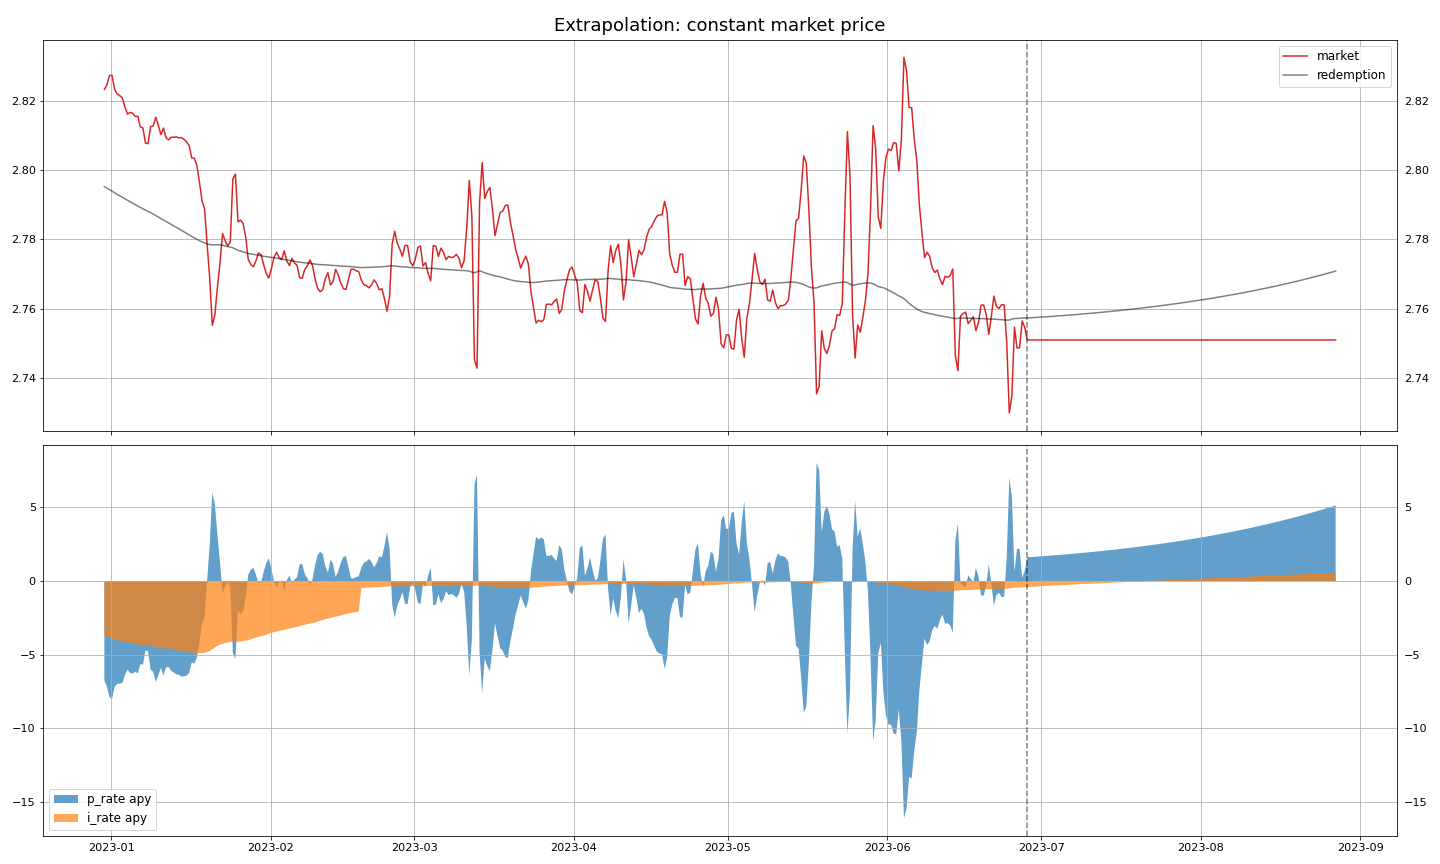 Extrapolation: constant market price
market
redemption
2.82 2.82
2.80 2.80
2.78 2.78
2.76 2.76
2.74 2.74
5 5
0 0
−5 −5
−10 −10
−15 −15
p_rate apy
i_rate apy
2023-01 2023-02 2023-03 2023-04 2023-05 2023-06 2023-07 2023-08 2023-09